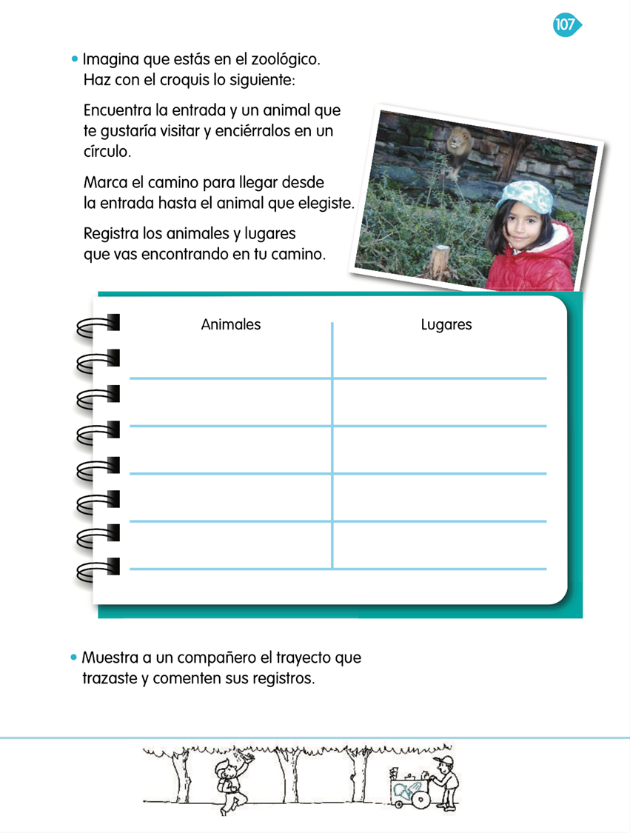 107
• Imagina que estás en el zoológico.
Haz con el croquis lo siguiente:
Encuentra la entrada y un animal que
te gustaría visitar y enciérralos en un
círculo.
Marca el camino para llegar desde
la entrada hasta el animal que elegiste.
Registra los animales y lugares
que vas encontrando en tu camino.
Animales Lugares
• Muestra a un compañero el trayecto que
trazaste y comenten sus registros.